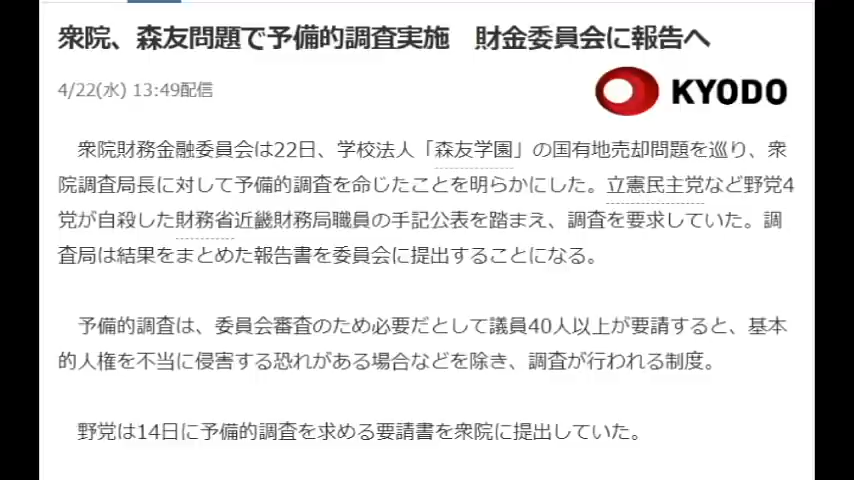 衆院、森友問題で予備的調査実施　財金委員会に報告へ
4/22(水) 13:49配信
KYODO
衆院財務金融委員会は22日、学校法人「森友学園」の国有地売却問題を巡り、衆
院調査局長に対して予備的調査を命じたことを明らかにした。立憲民主党など野党4
党が自殺した財務省近畿財務局職員の手記公表を踏まえ、調査を要求していた。調
査局は結果をまとめた報告書を委員会に提出することになる。
予備的調査は、委員会審査のため必要だとして議員40人以上が要請すると、基本
的人権を不当に侵害する恐れがある場合などを除き、調査が行われる制度。
野党は14日に予備的調査を求める要請書を衆院に提出していた。